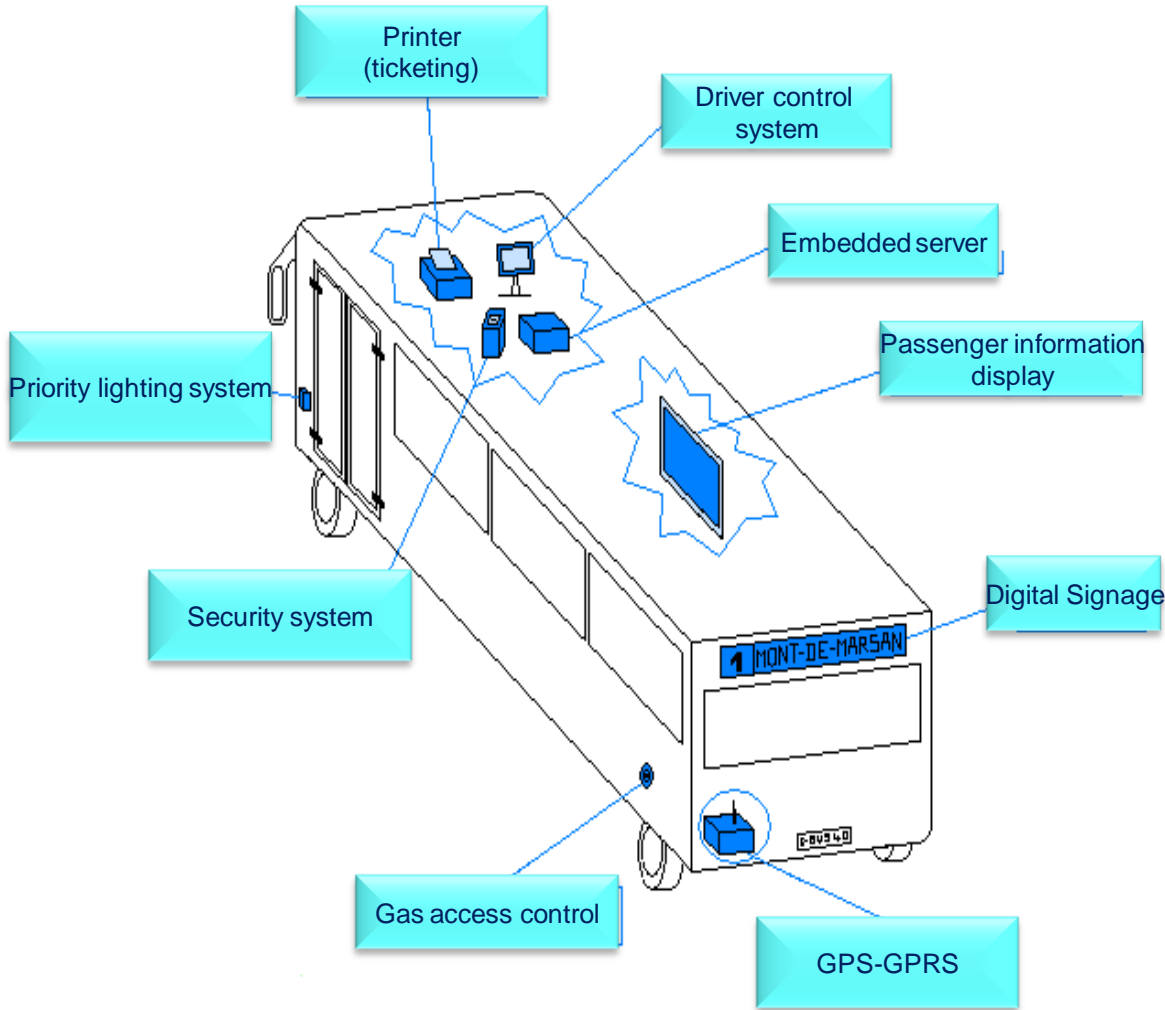 Printer
(ticketing)
Driver control
system
Embedded server
Passenger information
display
Priority lighting system
Security system
Digital Signage
1 MONT-DE-MARSAN
Gas access control
GPS-GPRS